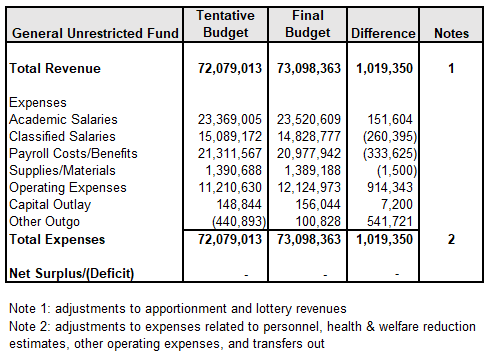 General Unrestricted Fund Tentative Budget Final Budget Difference Notes
Total Revenue 72,079,013 73,098,363 1,019,350 1
Expenses
Academic Salaries 23,369,005 23,520,609 151,604
Classified Salaries 15,089,172 14,828,777 (260,395)
Payroll Costs/Benefits 21,311,567 20,977,942 (333,625)
Supplies/Materials 1,390,688 1,389,188 (1,500)
Operating Expenses 11,210,630 12,124,973 914,343
Capital Outlay 148,844 156,044 7,200
Other Outgo (440,893) 100,828 541,721
Total Expenses 72,079,013 73,098,363 1,019,350 2
Net Surplus/(Deficit) - - -
Note 1: adjustments to apportionment and lottery revenues
Note 2: adjustments to expenses related to personnel, health & welfare reduction
estimates, other operating expenses, and transfers out